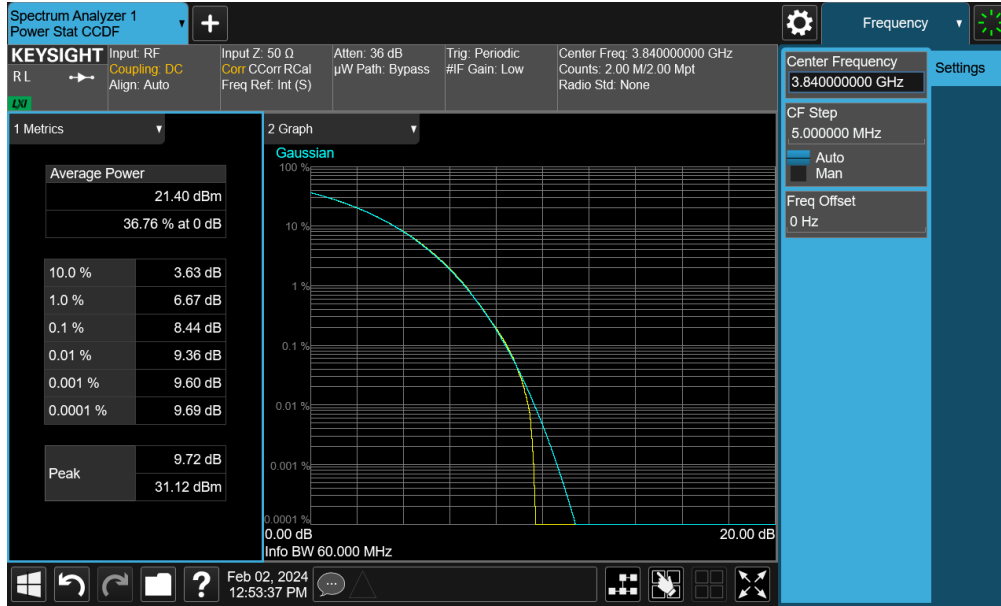 Spectrum Analyzer 1
Power Stat CCDF
Frequency
KEYSIGHT
R L
LXI
Input: RF
Coupling: DC
Align: Auto
Input Z: 50 Ω
Corr CCorr RCal
Freq Ref: Int (S)
Atten: 36 dB
µW Path: Bypass
Trig: Periodic
#IF Gain: Low
Center Freq: 3.840000000 GHz
Counts: 2.00 M/2.00 Mpt
Radio Std: None
Center Frequency
3.840000000 GHz
Settings
CF Step
5.000000 MHz
Auto
Man
Freq Offset
0 Hz
1 Metrics
Average Power
21.40 dBm
36.76 % at 0 dB
10.0 % 3.63 dB
1.0 % 6.67 dB
0.1 % 8.44 dB
0.01 % 9.36 dB
0.001 % 9.60 dB
0.0001 % 9.69 dB
Peak
9.72 dB
31.12 dBm
2 Graph
Gaussian
100 %
10 %
1 %
0.1 %
0.01 %
0.001 %
0.0001 %
0.00 dB 20.00 dB
Info BW 60.000 MHz
?
Feb 02, 2024
12:53:37 PM